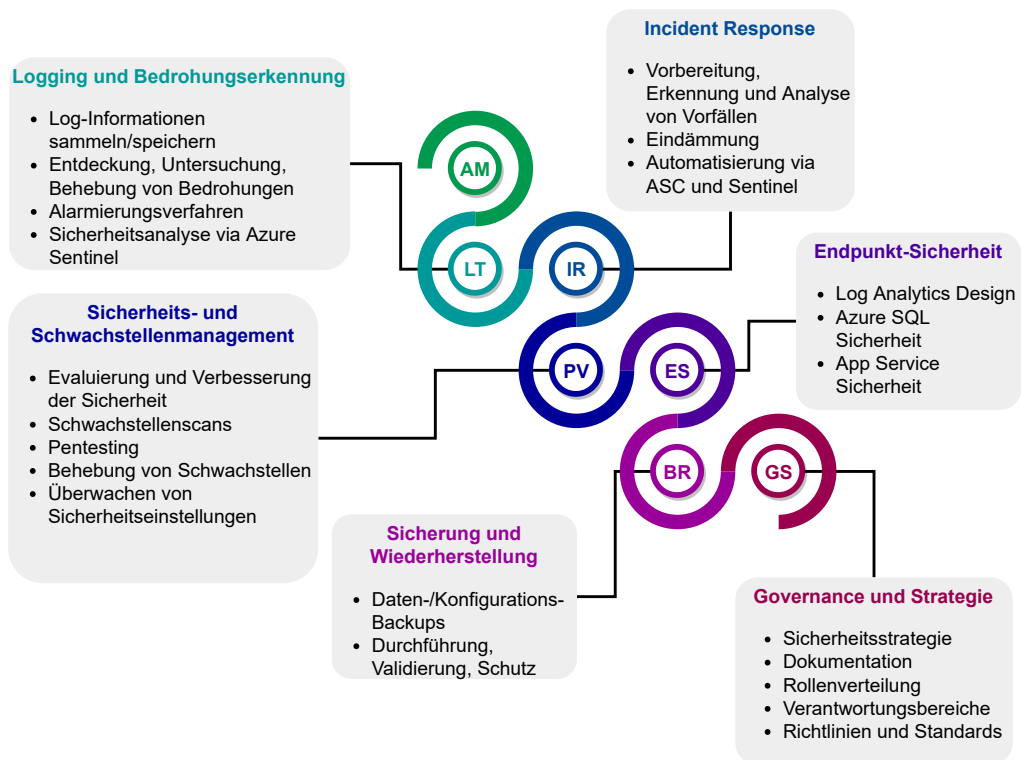 Incident Response
• Vorbereitung,
Erkennung und Analyse
von Vorfällen
• Eindämmung
• Automatisierung via
ASC und Sentinel
Logging und Bedrohungserkennung
• Log-Informationen
sammeln/speichern
• Entdeckung, Untersuchung,
Behebung von Bedrohungen
• Alarmierungsverfahren
• Sicherheitsanalyse via Azure
Sentinel
AM
LT
IR
Endpunkt-Sicherheit
• Log Analytics Design
• Azure SQL
Sicherheit
• App Service
Sicherheit
Sicherheits- und
Schwachstellenmanagement
• Evaluierung und Verbesserung
der Sicherheit
• Schwachstellenscans
• Pentesting
• Behebung von Schwachstellen
• Überwachen von
Sicherheitseinstellungen
PV
ES
BR
GS
Sicherung und
Wiederherstellung
• Daten-/Konfigurations-
Backups
• Durchführung,
Validierung, Schutz
Governance und Strategie
• Sicherheitsstrategie
• Dokumentation
• Rollenverteilung
• Verantwortungsbereiche
• Richtlinien und Standards